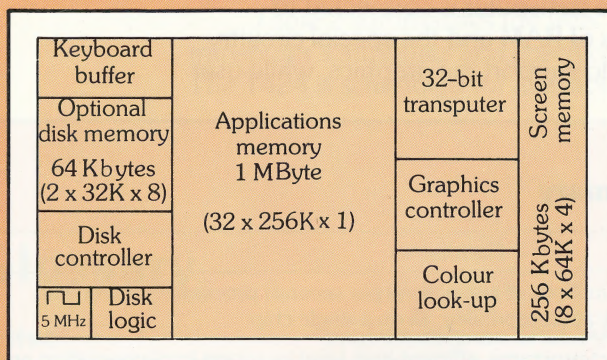 Keyboard
buffer
Optional
disk memory
64 Kbytes
(2 x 32K x 8)
Disk
controller
5 MHz
Disk
logic
Applications
memory
1 MByte
(32 x 256K x 1)
32-bit
transputer
Graphics
controller
Colour
look-up
Screen
memory
256 Kbytes
(8 x 64K x 4)